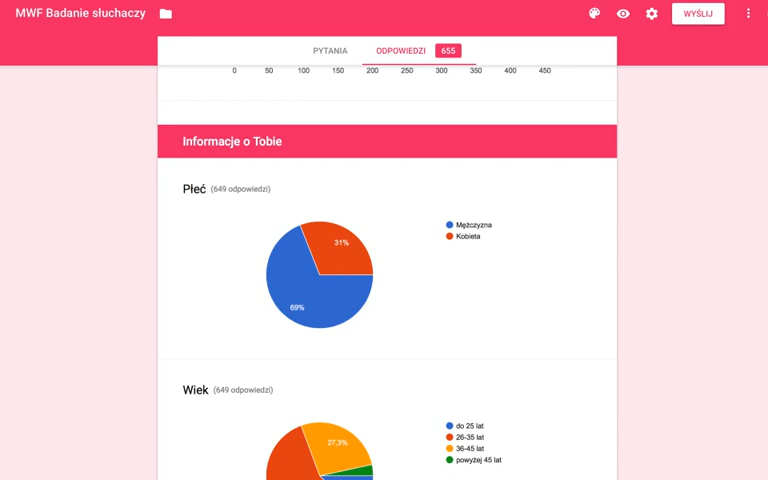 MWF Badanie słuchaczy
WYŚLIJ
PYTANIA ODPOWIEDZI 655
0 50 100 150 200 250 300 350 400 450
Informacje o Tobie
Płeć (649 odpowiedzi)
31%
69%
Mężczyzna
Kobieta
Wiek (649 odpowiedzi)
27,3%
do 25 lat
26-35 lat
36-45 lat
powyżej 45 lat